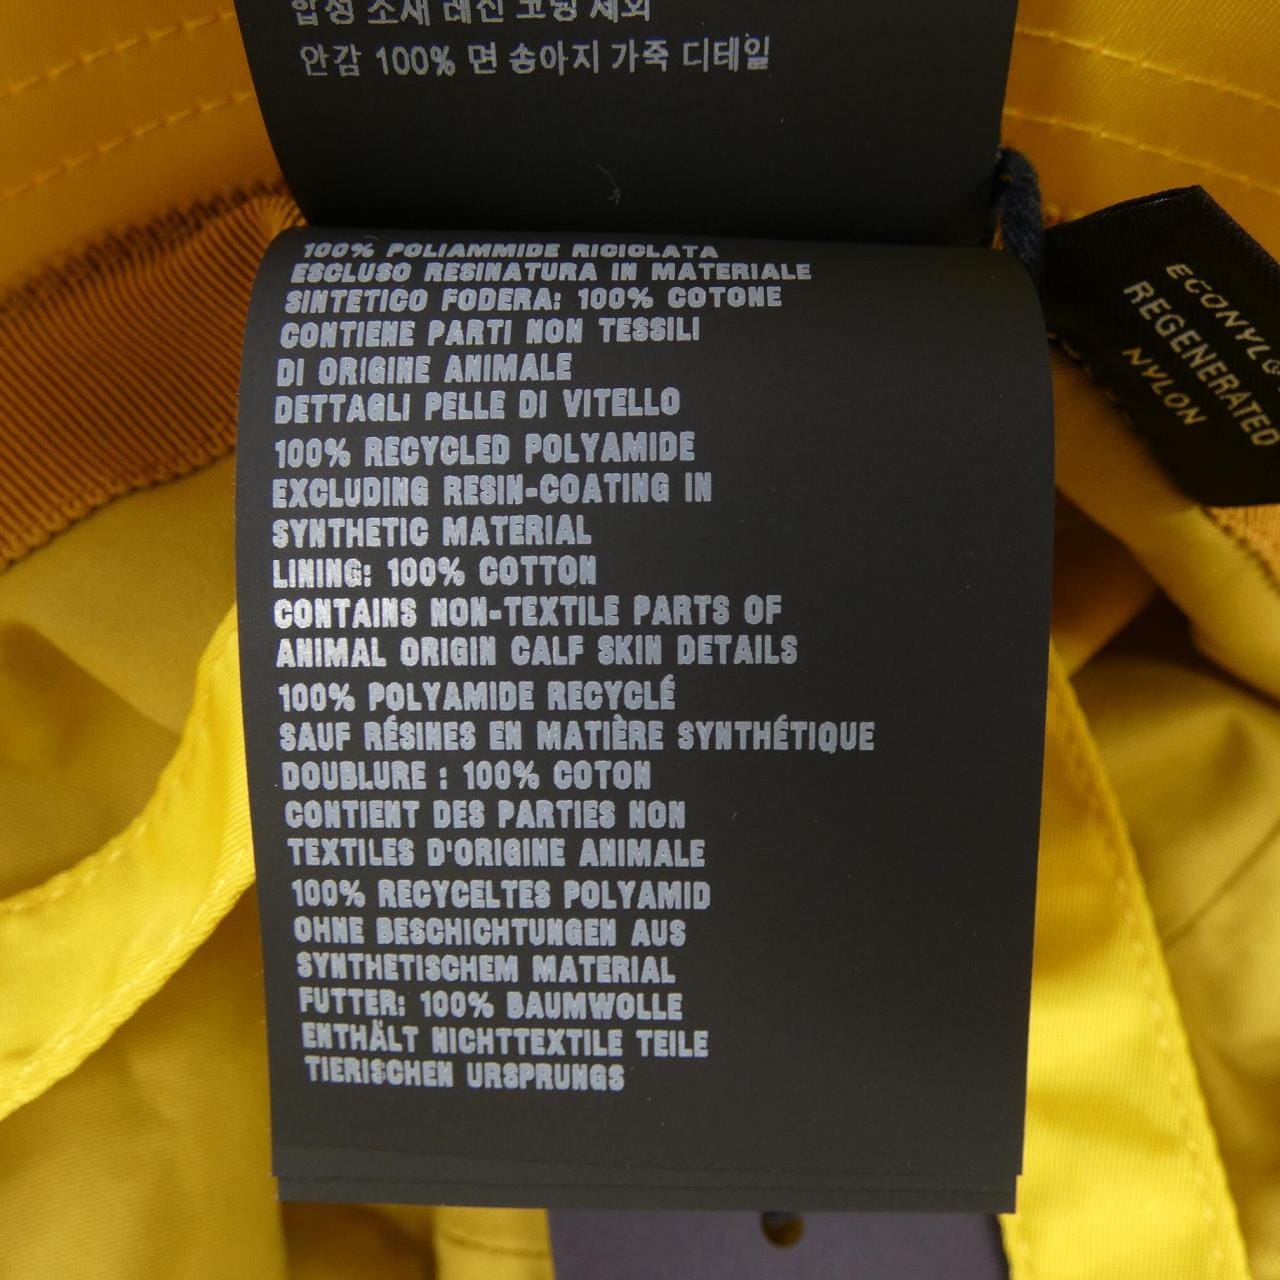 합성 소재 레진 코팅 제외
안감 100% 면 송아지 가죽 디테일
100% POLIAMMIDE RICICLATA
ESCLUSO RESINATURA IN MATERIALE
SINTETICO FODERA: 100% COTONE
CONTIENE PARTI NON TESSILI
DI ORIGINE ANIMALE
DETTAGLI PELLE DI VITELLO
100% RECYCLED POLYAMIDE
EXCLUDING RESIN-COATING IN
SYNTHETIC MATERIAL
LINING: 100% COTTON
CONTAINS NON-TEXTILE PARTS OF
ANIMAL ORIGIN CALF SKIN DETAILS
100% POLYAMIDE RECYCLÉ
SAUF RÉSINES EN MATIÈRE SYNTHÉTIQUE
DOUBLURE : 100% COTON
CONTIENT DES PARTIES NON
TEXTILES D'ORIGINE ANIMALE
100% RECYCELTES POLYAMID
OHNE BESCHICHTUNGEN AUS
SYNTHETISCHEM MATERIAL
FUTTER: 100% BAUMWOLLE
ENTHÄLT NICHTTEXTILE TEILE
TIERISCHEN URSPRUNGS
ECONYL®
REGENERATED
NYLON